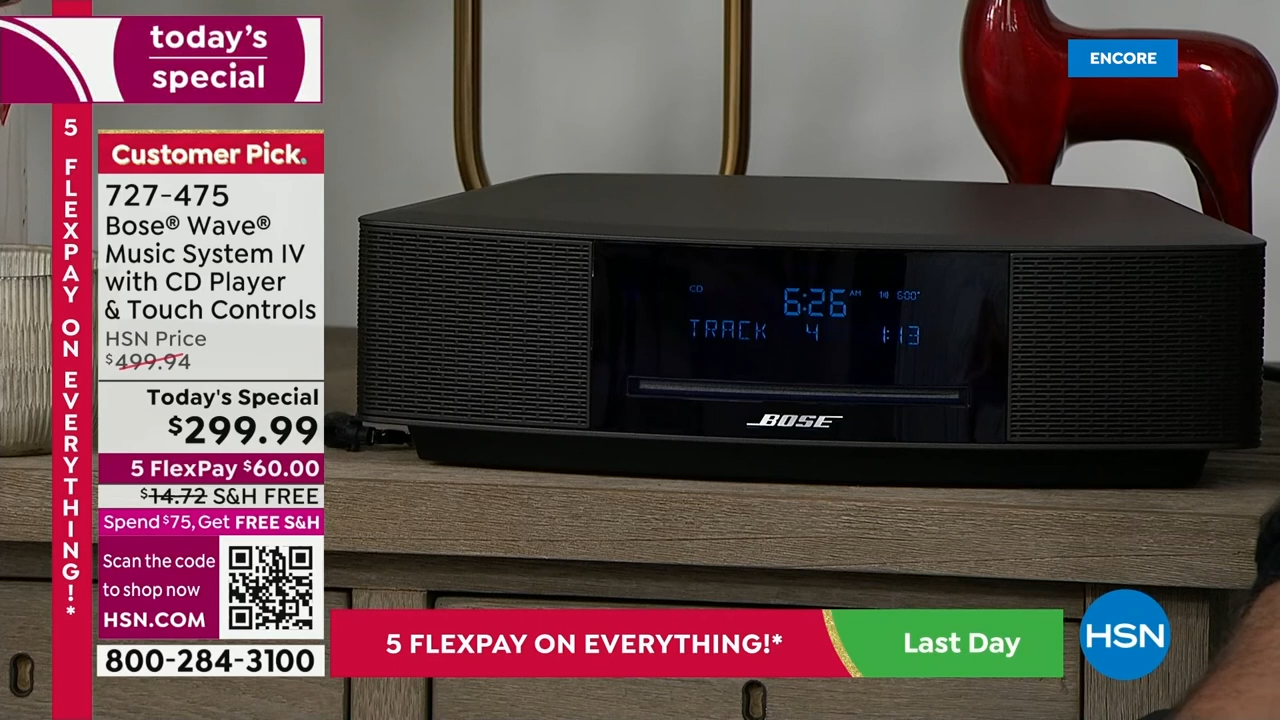 today's
special
ENCORE
5 FLEXPAY ON EVERYTHING!*
Customer Pick.
727-475
Bose® Wave®
Music System IV
with CD Player
& Touch Controls
HSN Price
$499.94
Today's Special
$299.99
5 FlexPay $60.00
$14.72 S&H FREE
Spend $75, Get FREE S&H
Scan the code
to shop now
HSN.COM
800-284-3100
CD
6:26 AM
TRACK 4 1:13
BOSE
5 FLEXPAY ON EVERYTHING!*
Last Day
HSN